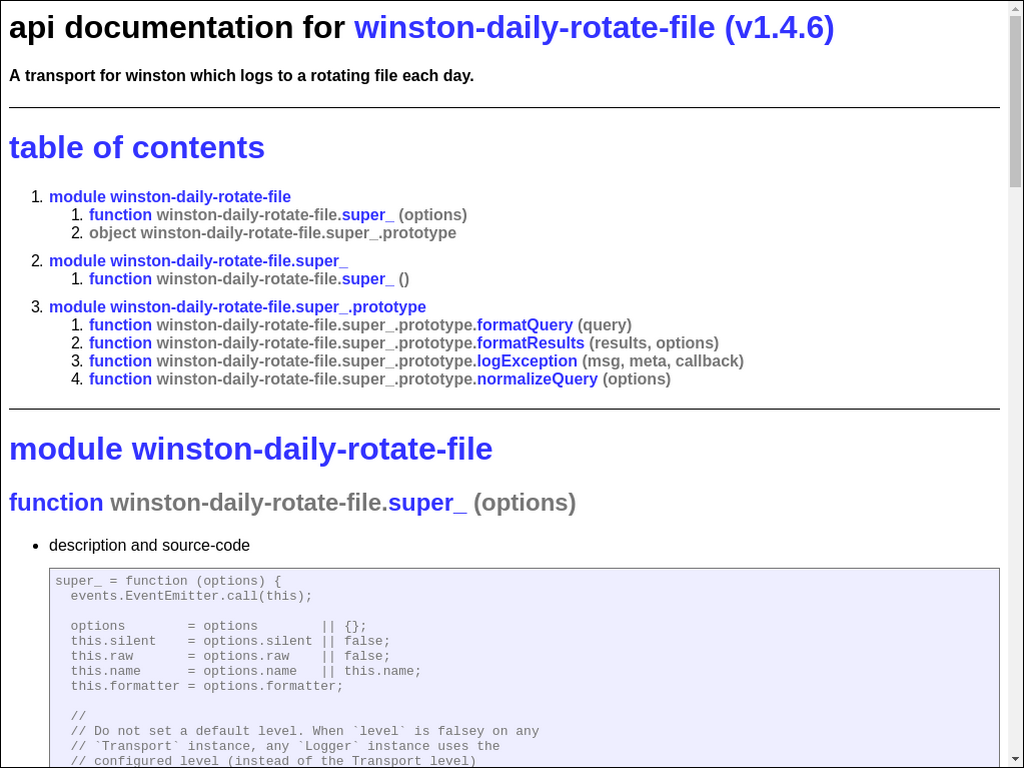 api documentation for winston-daily-rotate-file (v1.4.6)
A transport for winston which logs to a rotating file each day.
table of contents
1. module winston-daily-rotate-file
1. function winston-daily-rotate-file.super_ (options)
2. object winston-daily-rotate-file.super_.prototype
2. module winston-daily-rotate-file.super_
1. function winston-daily-rotate-file.super_ ()
3. module winston-daily-rotate-file.super_.prototype
1. function winston-daily-rotate-file.super_.prototype.formatQuery (query)
2. function winston-daily-rotate-file.super_.prototype.formatResults (results, options)
3. function winston-daily-rotate-file.super_.prototype.logException (msg, meta, callback)
4. function winston-daily-rotate-file.super_.prototype.normalizeQuery (options)
module winston-daily-rotate-file
function winston-daily-rotate-file.super_ (options)
• description and source-code
super_ = function (options) {
  events.EventEmitter.call(this);
  options        = options        || {};
  this.silent    = options.silent || false;
  this.raw       = options.raw    || false;
  this.name      = options.name   || this.name;
  this.formatter = options.formatter;
  //
  // Do not set a default level. When `level` is falsey on any
  // `Transport` instance, any `Logger` instance uses the
  // configured level (instead of the Transport level)